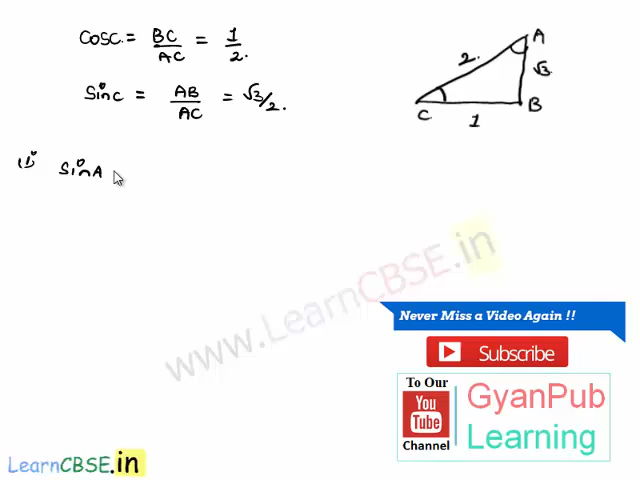 CosC = BC/AC = 1/2.
SinC = AB/AC = √3/2.
A
2.
√3
C
1
B
(i) SinA
www.LearnCBSE.in
Never Miss a Video Again !!
Subscribe
To Our
You
Tube
Channel
GyanPub
Learning
LearnCBSE.in